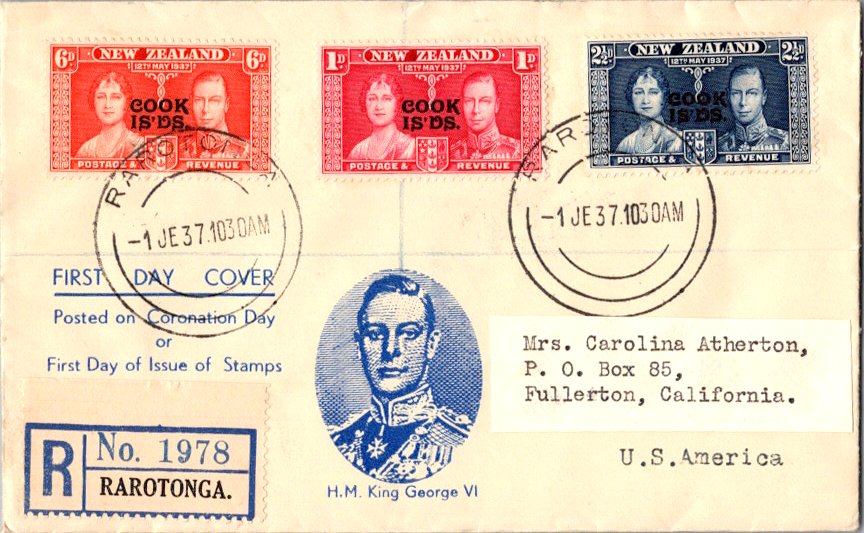 6D NEW ZEALAND 6D
12TH MAY 1937
COOK
IS'DS.
POSTAGE & REVENUE
1D NEW ZEALAND 1D
12TH MAY 1937
COOK
IS'DS.
POSTAGE & REVENUE
2½D NEW ZEALAND 2½D
12TH MAY 1937
COOK
IS'DS.
POSTAGE & REVENUE
-1 JE 37.1030AM
-1 JE 37.1030AM
FIRST DAY COVER
Posted on Coronation Day
or
First Day of Issue of Stamps
R No. 1978
RAROTONGA.
H.M. King George VI
Mrs. Carolina Atherton,
P. O. Box 85,
Fullerton, California.
U.S.America